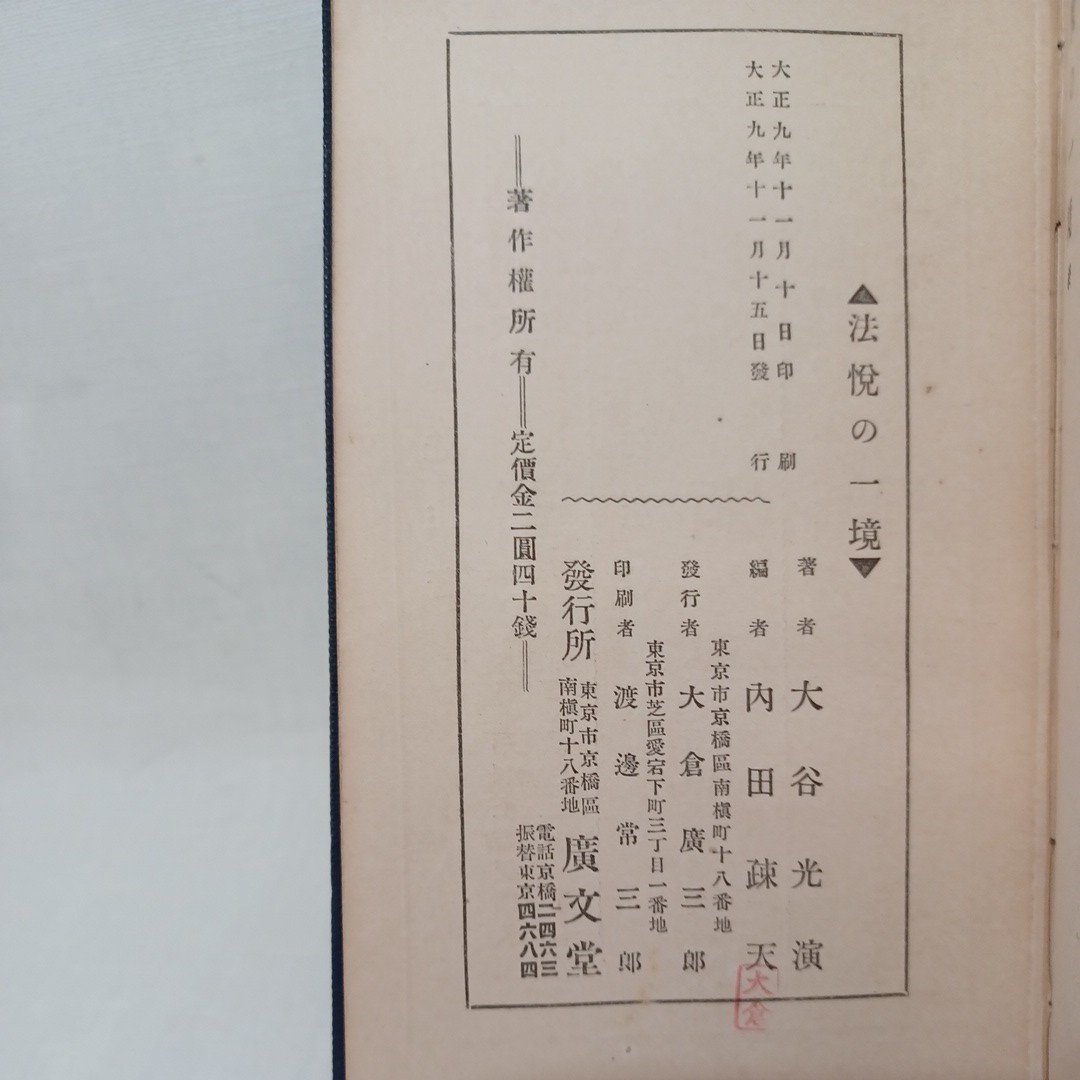 ▲法悅の一境▼
大正九年十一月十日印刷
大正九年十一月十五日發行
著者 大谷光演
編者 內田疎天
東京市京橋區南槇町十八番地
發行者 大倉廣三郎
東京市芝區愛宕下町三丁目一番地
印刷者 渡邊常三郎
發行所 東京市京橋區
南槇町十八番地 廣文堂
電話京橋二四六三
振替東京四六八四
著作權所有
定價金二圓四十錢
大倉